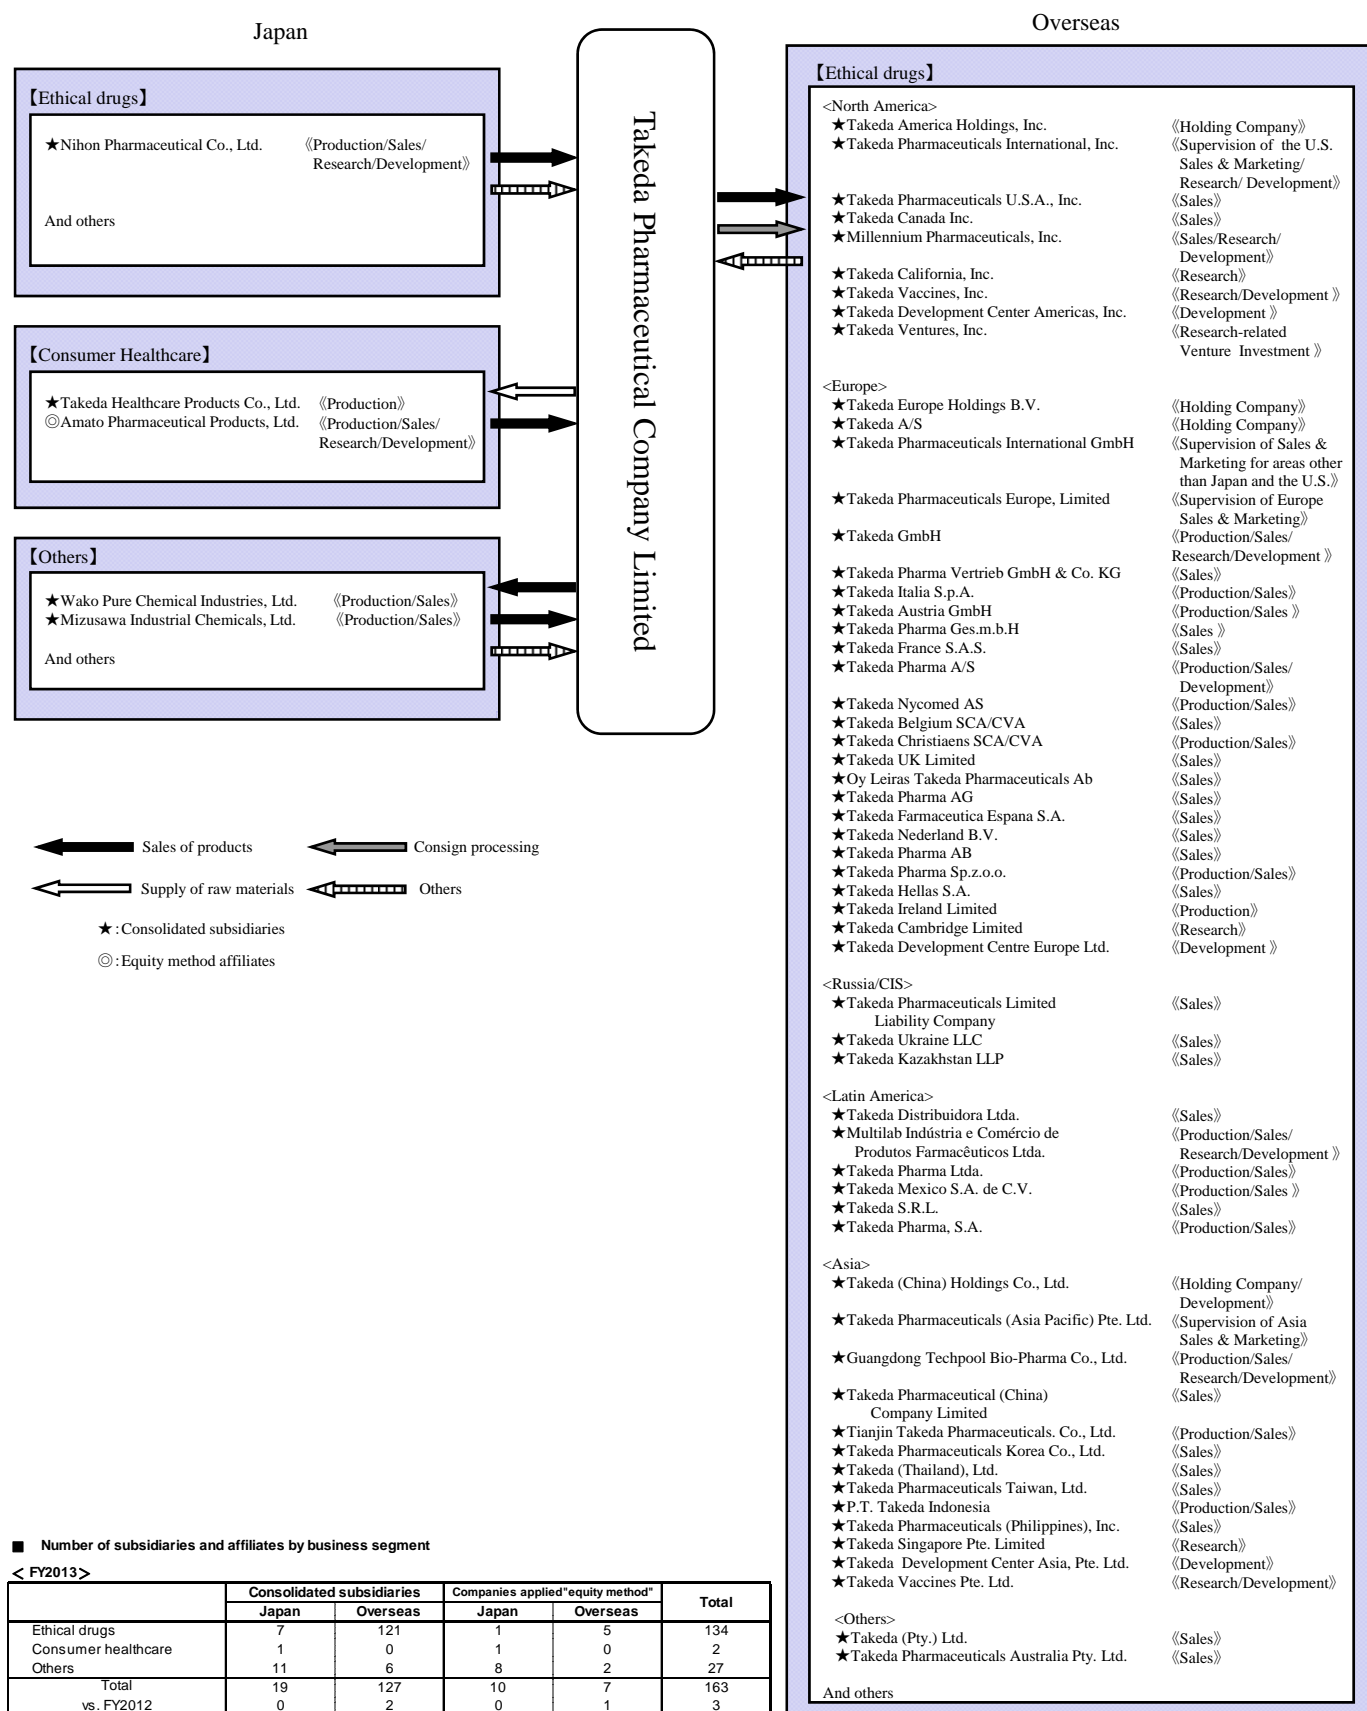 Japan
【Ethical drugs】
★Nihon Pharmaceutical Co., Ltd. 《Production/Sales/
Research/Development》
And others
【Consumer Healthcare】
★Takeda Healthcare Products Co., Ltd. 《Production》
◎Amato Pharmaceutical Products, Ltd. 《Production/Sales/
Research/Development》
【Others】
★Wako Pure Chemical Industries, Ltd. 《Production/Sales》
★Mizusawa Industrial Chemicals, Ltd. 《Production/Sales》
And others
Takeda Pharmaceutical Company Limited
Sales of products Consign processing
Supply of raw materials Others
★:Consolidated subsidiaries
◎:Equity method affiliates
Overseas
【Ethical drugs】
<North America>
★Takeda America Holdings, Inc. 《Holding Company》
★Takeda Pharmaceuticals International, Inc. 《Supervision of the U.S.
Sales & Marketing/
Research/ Development》
★Takeda Pharmaceuticals U.S.A., Inc. 《Sales》
★Takeda Canada Inc. 《Sales》
★Millennium Pharmaceuticals, Inc. 《Sales/Research/
Development》
★Takeda California, Inc. 《Research》
★Takeda Vaccines, Inc. 《Research/Development 》
★Takeda Development Center Americas, Inc. 《Development 》
★Takeda Ventures, Inc. 《Research-related
Venture Investment 》
<Europe>
★Takeda Europe Holdings B.V. 《Holding Company》
★Takeda A/S 《Holding Company》
★Takeda Pharmaceuticals International GmbH 《Supervision of Sales &
Marketing for areas other
than Japan and the U.S.》
★Takeda Pharmaceuticals Europe, Limited 《Supervision of Europe
Sales & Marketing》
★Takeda GmbH 《Production/Sales/
Research/Development 》
★Takeda Pharma Vertrieb GmbH & Co. KG 《Sales》
★Takeda Italia S.p.A. 《Production/Sales》
★Takeda Austria GmbH 《Production/Sales 》
★Takeda Pharma Ges.m.b.H 《Sales 》
★Takeda France S.A.S. 《Sales》
★Takeda Pharma A/S 《Production/Sales/
Development》
★Takeda Nycomed AS 《Production/Sales》
★Takeda Belgium SCA/CVA 《Sales》
★Takeda Christiaens SCA/CVA 《Production/Sales》
★Takeda UK Limited 《Sales》
★Oy Leiras Takeda Pharmaceuticals Ab 《Sales》
★Takeda Pharma AG 《Sales》
★Takeda Farmaceutica Espana S.A. 《Sales》
★Takeda Nederland B.V. 《Sales》
★Takeda Pharma AB 《Sales》
★Takeda Pharma Sp.z.o.o. 《Production/Sales》
★Takeda Hellas S.A. 《Sales》
★Takeda Ireland Limited 《Production》
★Takeda Cambridge Limited 《Research》
★Takeda Development Centre Europe Ltd. 《Development 》
<Russia/CIS>
★Takeda Pharmaceuticals Limited 《Sales》
Liability Company
★Takeda Ukraine LLC 《Sales》
★Takeda Kazakhstan LLP 《Sales》
<Latin America>
★Takeda Distribuidora Ltda. 《Sales》
★Multilab Indústria e Comércio de 《Production/Sales/
Produtos Farmacêuticos Ltda. Research/Development 》
★Takeda Pharma Ltda. 《Production/Sales》
★Takeda Mexico S.A. de C.V. 《Production/Sales 》
★Takeda S.R.L. 《Sales》
★Takeda Pharma, S.A. 《Production/Sales》
<Asia>
★Takeda (China) Holdings Co., Ltd. 《Holding Company/
Development》
★Takeda Pharmaceuticals (Asia Pacific) Pte. Ltd. 《Supervision of Asia
Sales & Marketing》
★Guangdong Techpool Bio-Pharma Co., Ltd. 《Production/Sales/
Research/Development》
★Takeda Pharmaceutical (China) 《Sales》
Company Limited
★Tianjin Takeda Pharmaceuticals. Co., Ltd. 《Production/Sales》
★Takeda Pharmaceuticals Korea Co., Ltd. 《Sales》
★Takeda (Thailand), Ltd. 《Sales》
★Takeda Pharmaceuticals Taiwan, Ltd. 《Sales》
★P.T. Takeda Indonesia 《Production/Sales》
★Takeda Pharmaceuticals (Philippines), Inc. 《Sales》
★Takeda Singapore Pte. Limited 《Research》
★Takeda Development Center Asia, Pte. Ltd. 《Development》
★Takeda Vaccines Pte. Ltd. 《Research/Development》
<Others>
★Takeda (Pty.) Ltd. 《Sales》
★Takeda Pharmaceuticals Australia Pty. Ltd. 《Sales》
And others
■ Number of subsidiaries and affiliates by business segment
< FY2013>
Consolidated subsidiaries Companies applied"equity method" Total
Japan Overseas Japan Overseas
Ethical drugs 7 121 1 5 134
Consumer healthcare 1 0 1 0 2
Others 11 6 8 2 27
Total 19 127 10 7 163
vs. FY2012 0 2 0 1 3